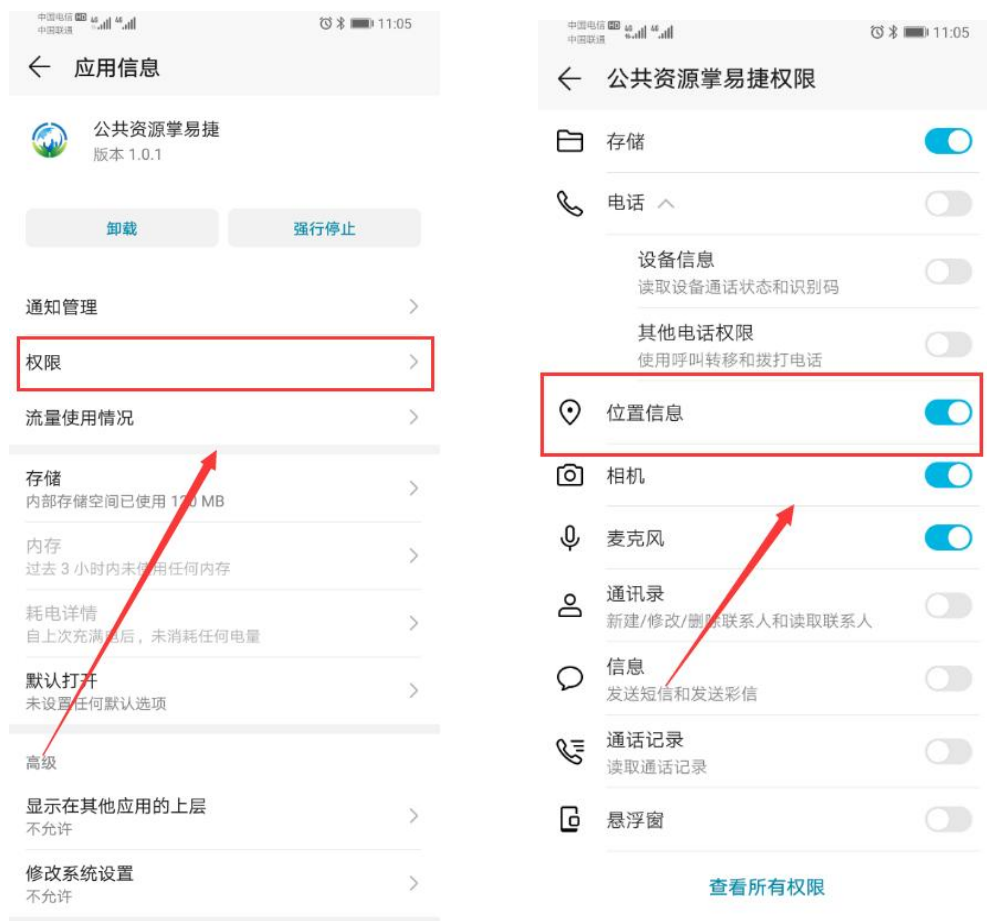 中国电信 HD 4G 4G
中国联通
11:05
应用信息
公共资源掌易捷
版本 1.0.1
卸载
强行停止
通知管理
权限
流量使用情况
存储
内部存储空间已使用 130 MB
内存
过去 3 小时内未使用任何内存
耗电详情
自上次充满电后，未消耗任何电量
默认打开
未设置任何默认选项
高级
显示在其他应用的上层
不允许
修改系统设置
不允许
中国电信 HD 4G 4G
中国联通
11:05
公共资源掌易捷权限
存储
电话
设备信息
读取设备通话状态和识别码
其他电话权限
使用呼叫转移和拨打电话
位置信息
相机
麦克风
通讯录
新建/修改/删除联系人和读取联系人
信息
发送短信和发送彩信
通话记录
读取通话记录
悬浮窗
查看所有权限